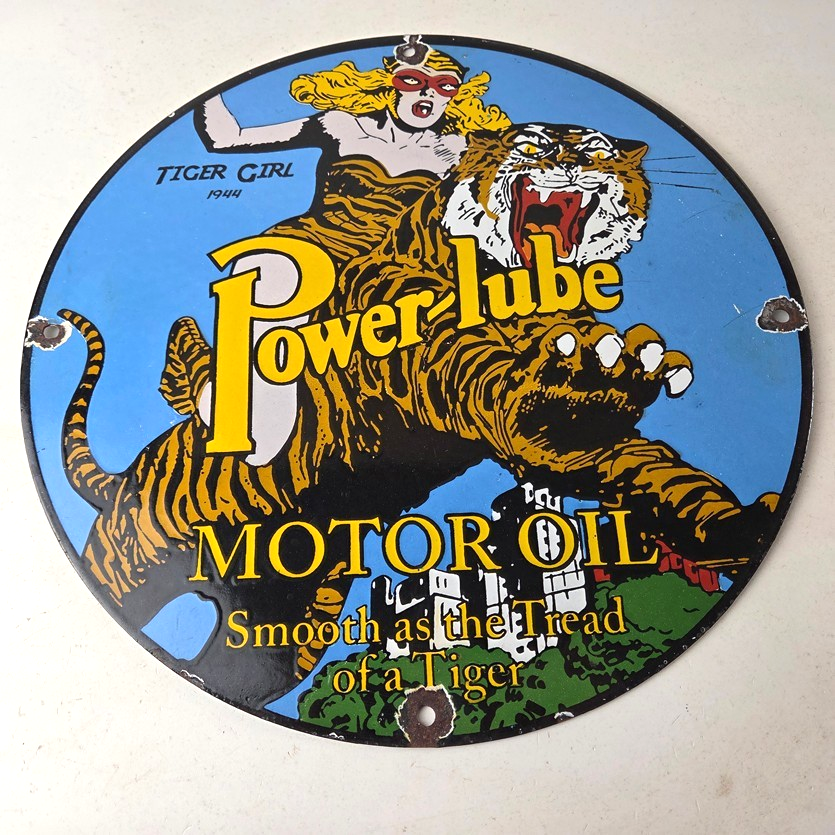 TIGER GIRL
1944
Power-lube
MOTOR OIL
Smooth as the Tread
of a Tiger